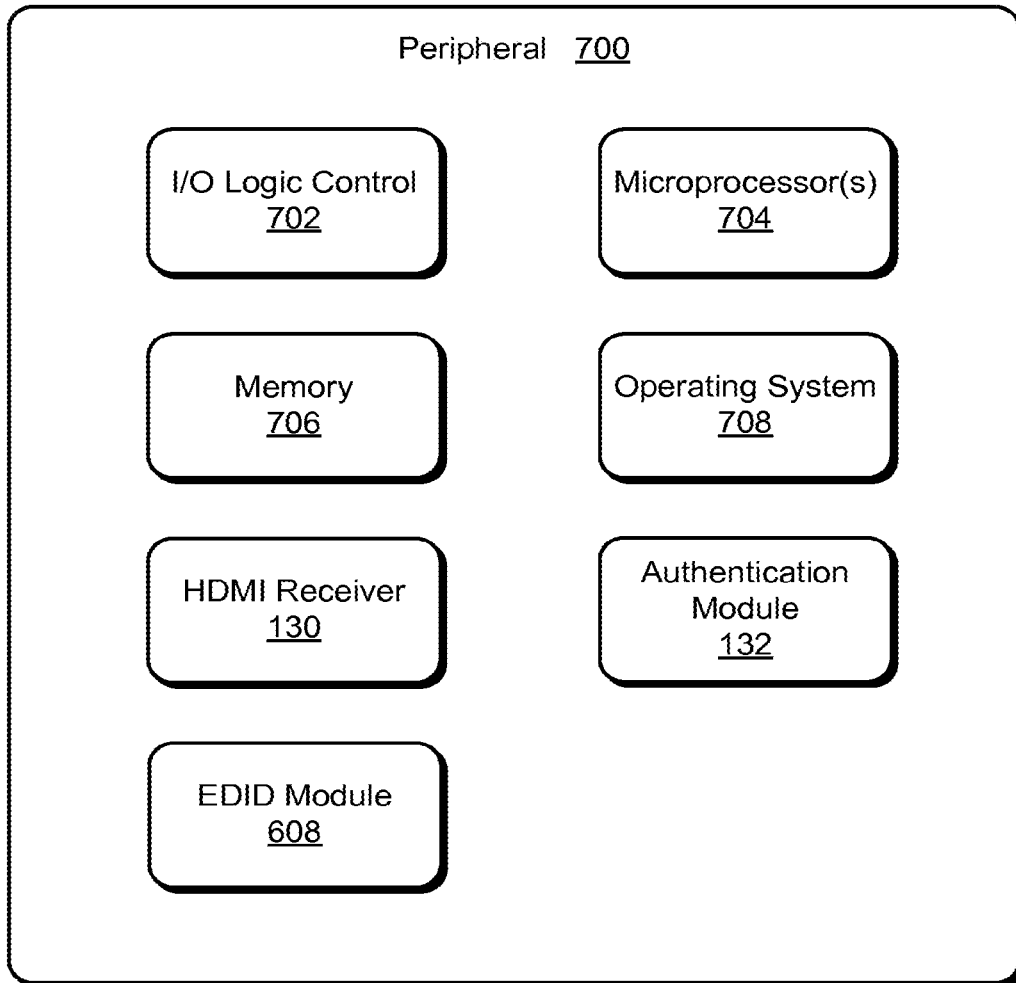 Peripheral 700
I/O Logic Control
702
Microprocessor(s)
704
Memory
706
Operating System
708
HDMI Receiver
130
Authentication
Module
132
EDID Module
608